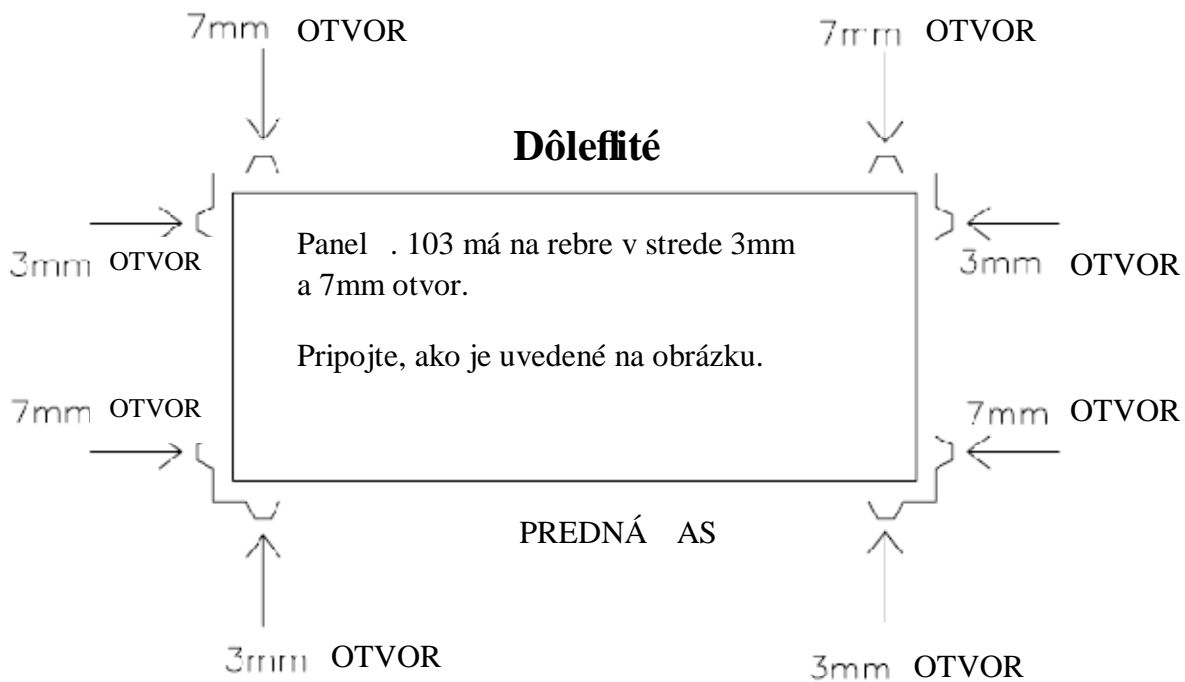 7mm OTVOR
7mm OTVOR
Dôleflité
Panel . 103 má na rebre v strede 3mm
a 7mm otvor.
Pripojte, ako je uvedené na obrázku.
3mm OTVOR
3mm OTVOR
7mm OTVOR
7mm OTVOR
PREDNÁ AS
3mm OTVOR
3mm OTVOR